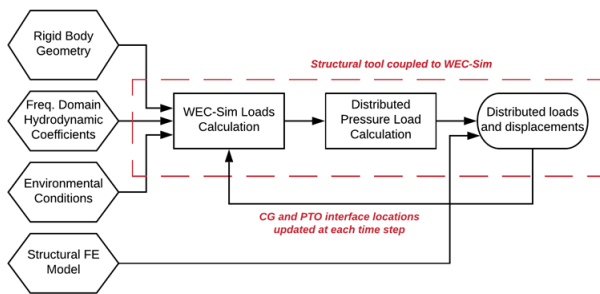 Rigid Body
Geometry
Structural tool coupled to WEC-Sim
Freq. Domain
Hydrodynamic
Coefficients
WEC-Sim Loads
Calculation
Distributed
Pressure Load
Calculation
Distributed loads
and displacements
Environmental
Conditions
CG and PTO interface locations
updated at each time step
Structural FE
Model